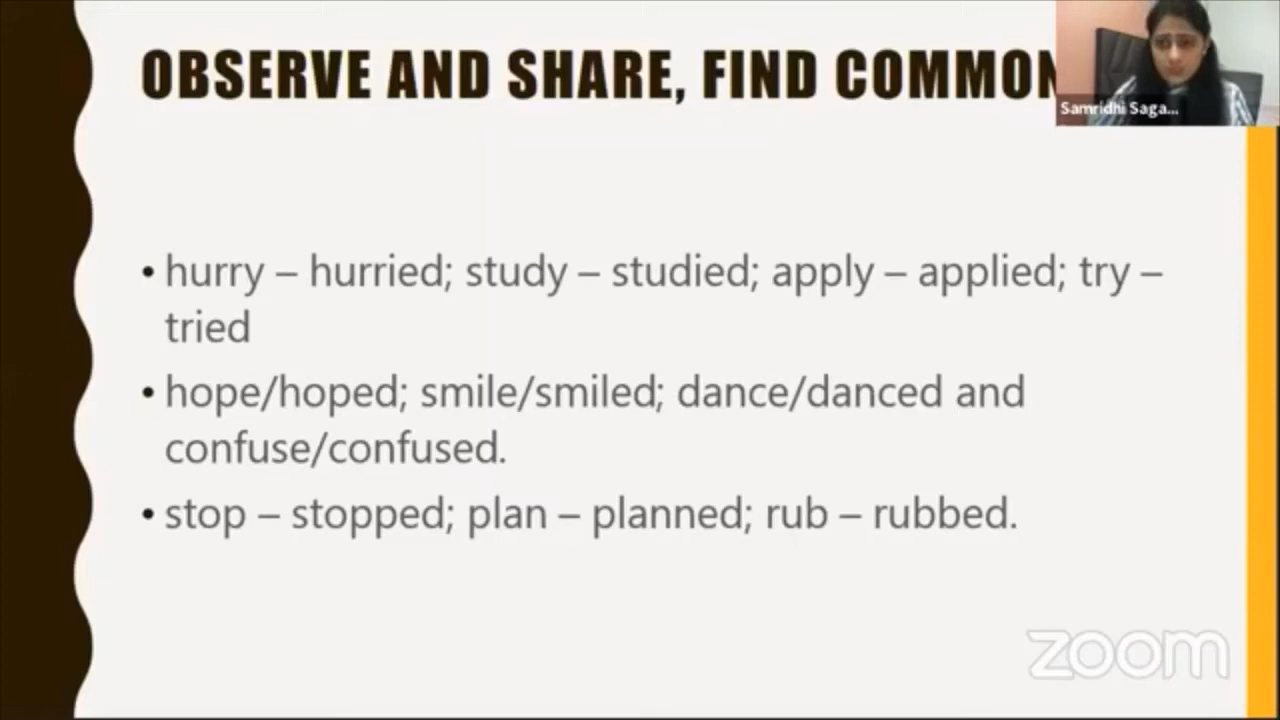 OBSERVE AND SHARE, FIND COMMON
Samridhi Saga...
• hurry – hurried; study – studied; apply – applied; try –
tried
• hope/hoped; smile/smiled; dance/danced and
confuse/confused.
• stop – stopped; plan – planned; rub – rubbed.
zoom